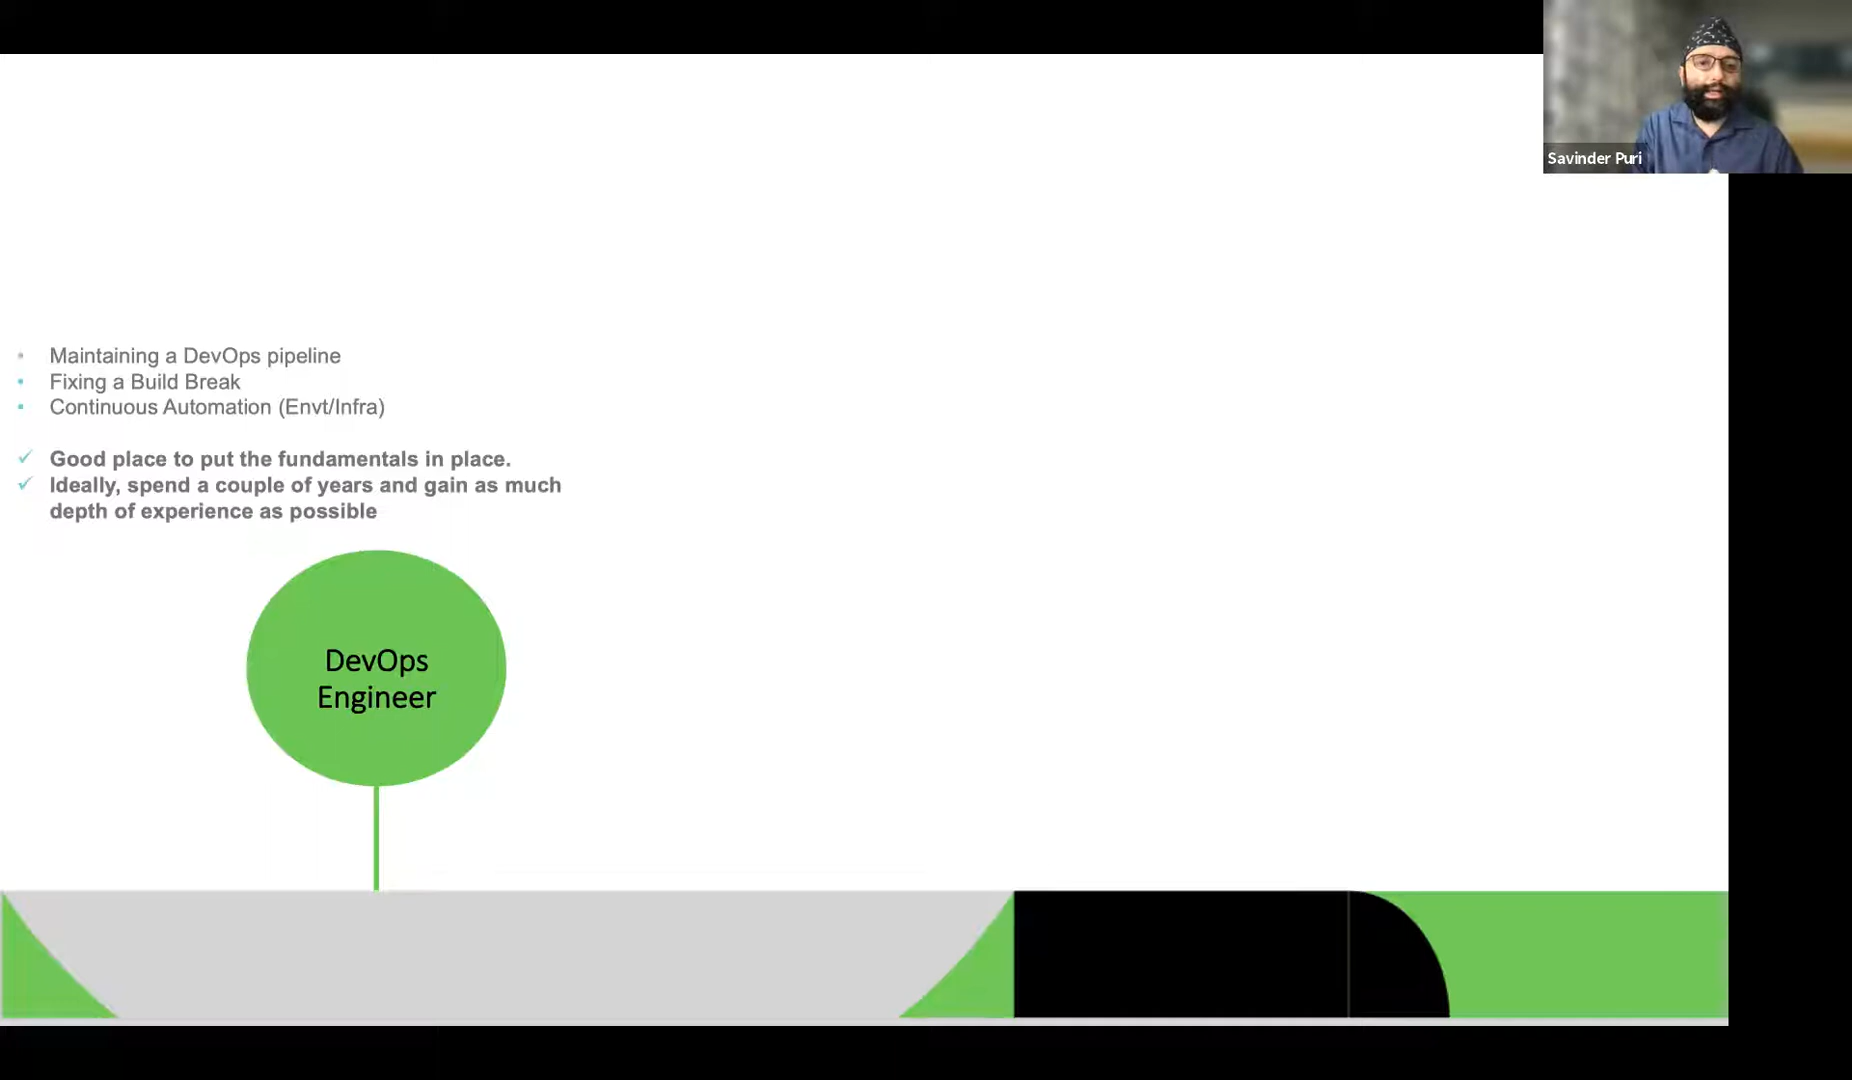 Savinder Puri
Maintaining a DevOps pipeline
Fixing a Build Break
Continuous Automation (Envt/Infra)
Good place to put the fundamentals in place.
Ideally, spend a couple of years and gain as much
depth of experience as possible
DevOps
Engineer